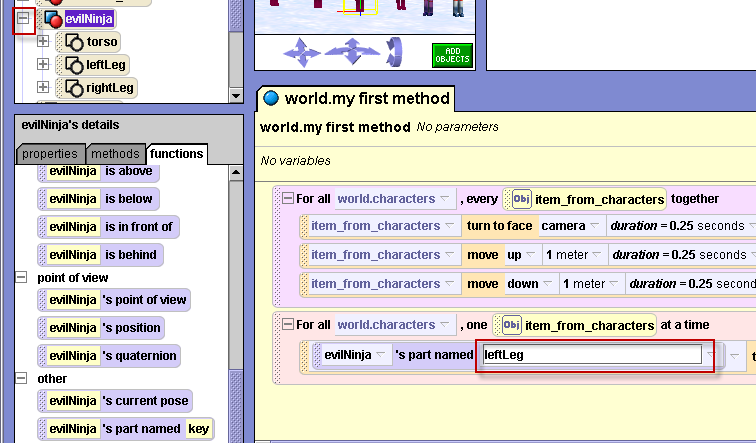 evilNinja
torso
leftLeg
rightLeg
ADD
OBJECTS
evilNinja's details
properties methods functions
evilNinja is above
evilNinja is below
evilNinja is in front of
evilNinja is behind
point of view
evilNinja 's point of view
evilNinja 's position
evilNinja 's quaternion
other
evilNinja 's current pose
evilNinja 's part named key
world.my first method
world.my first method No parameters
No variables
For all world.characters , every Obj item_from_characters together
item_from_characters turn to face camera duration = 0.25 seconds
item_from_characters move up 1 meter duration = 0.25 seconds
item_from_characters move down 1 meter duration = 0.25 seconds
For all world.characters , one Obj item_from_characters at a time
evilNinja 's part named leftLeg